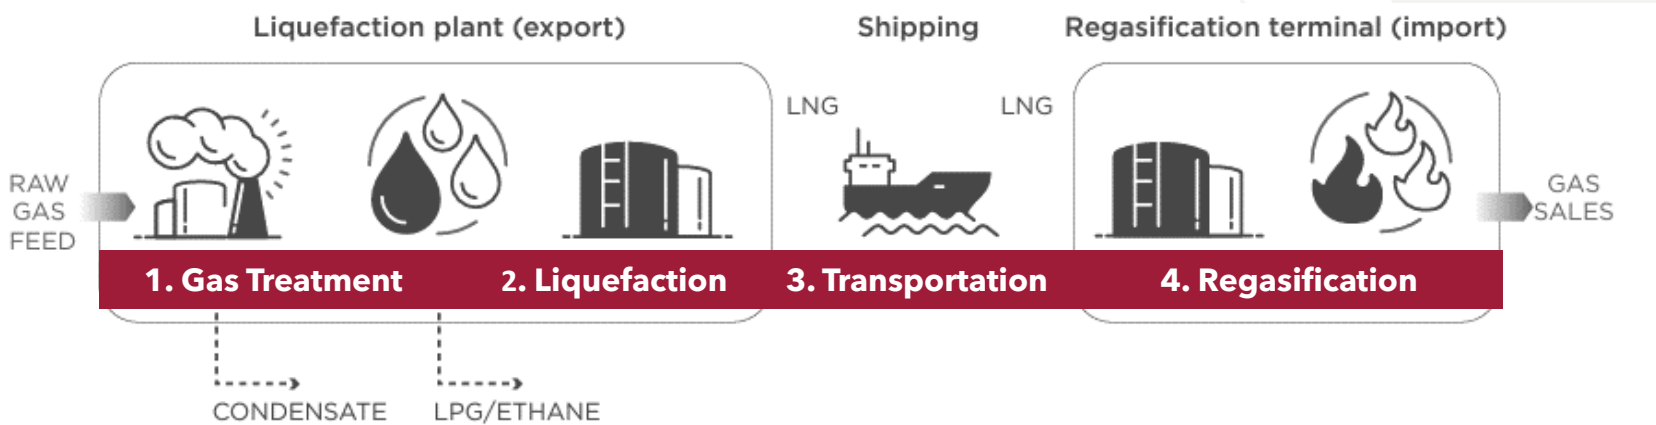 Liquefaction plant (export)
Shipping
Regasification terminal (import)
LNG
LNG
RAW
GAS
FEED
GAS
SALES
1. Gas Treatment
2. Liquefaction
3. Transportation
4. Regasification
CONDENSATE
LPG/ETHANE